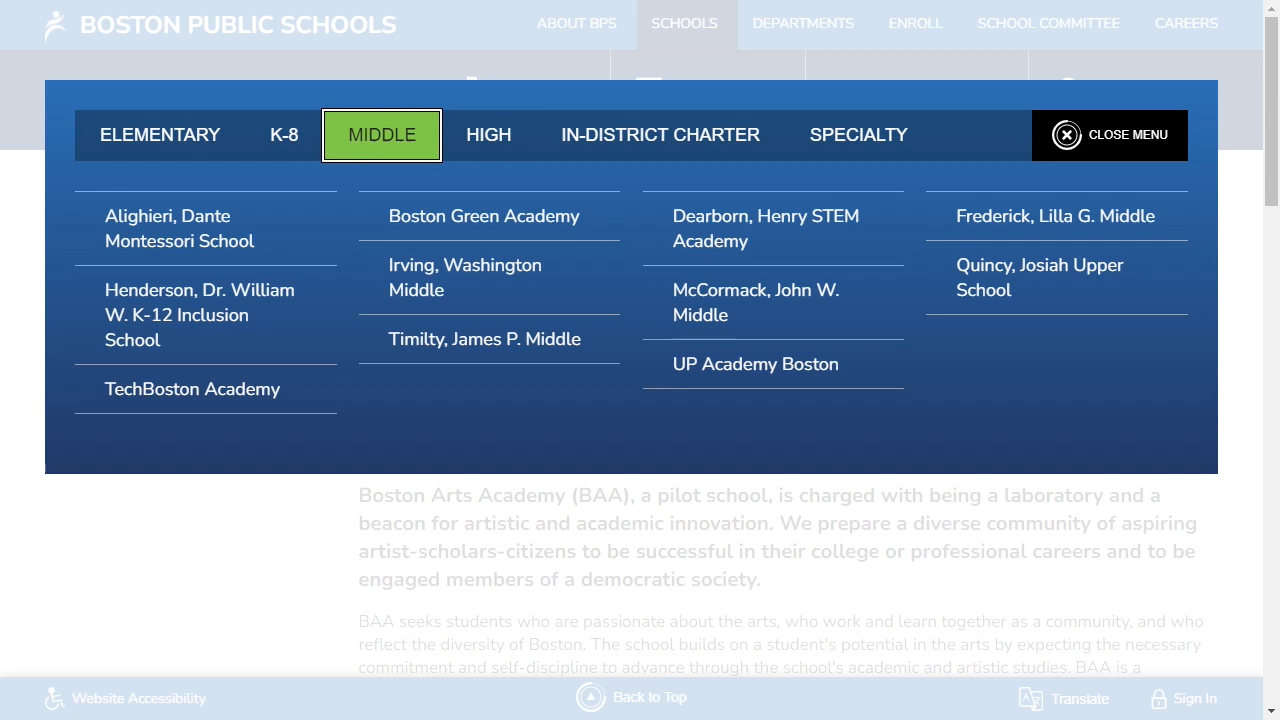 BOSTON PUBLIC SCHOOLS
ABOUT BPS
SCHOOLS
DEPARTMENTS
ENROLL
SCHOOL COMMITTEE
CAREERS
ELEMENTARY
K-8
MIDDLE
HIGH
IN-DISTRICT CHARTER
SPECIALTY
CLOSE MENU
Alighieri, Dante
Montessori School
Henderson, Dr. William
W. K-12 Inclusion
School
TechBoston Academy
Boston Green Academy
Irving, Washington
Middle
Timilty, James P. Middle
Dearborn, Henry STEM
Academy
McCormack, John W.
Middle
UP Academy Boston
Frederick, Lilla G. Middle
Quincy, Josiah Upper
School
Boston Arts Academy (BAA), a pilot school, is charged with being a laboratory and a
beacon for artistic and academic innovation. We prepare a diverse community of aspiring
artist-scholars-citizens to be successful in their college or professional careers and to be
engaged members of a democratic society.
BAA seeks students who are passionate about the arts, who work and learn together as a community, and who
reflect the diversity of Boston. The school builds on a student's potential in the arts by expecting the necessary
commitment and self-discipline to advance through the school's academic and artistic studies. BAA is a
Website Accessibility
Back to Top
Translate
Sign In